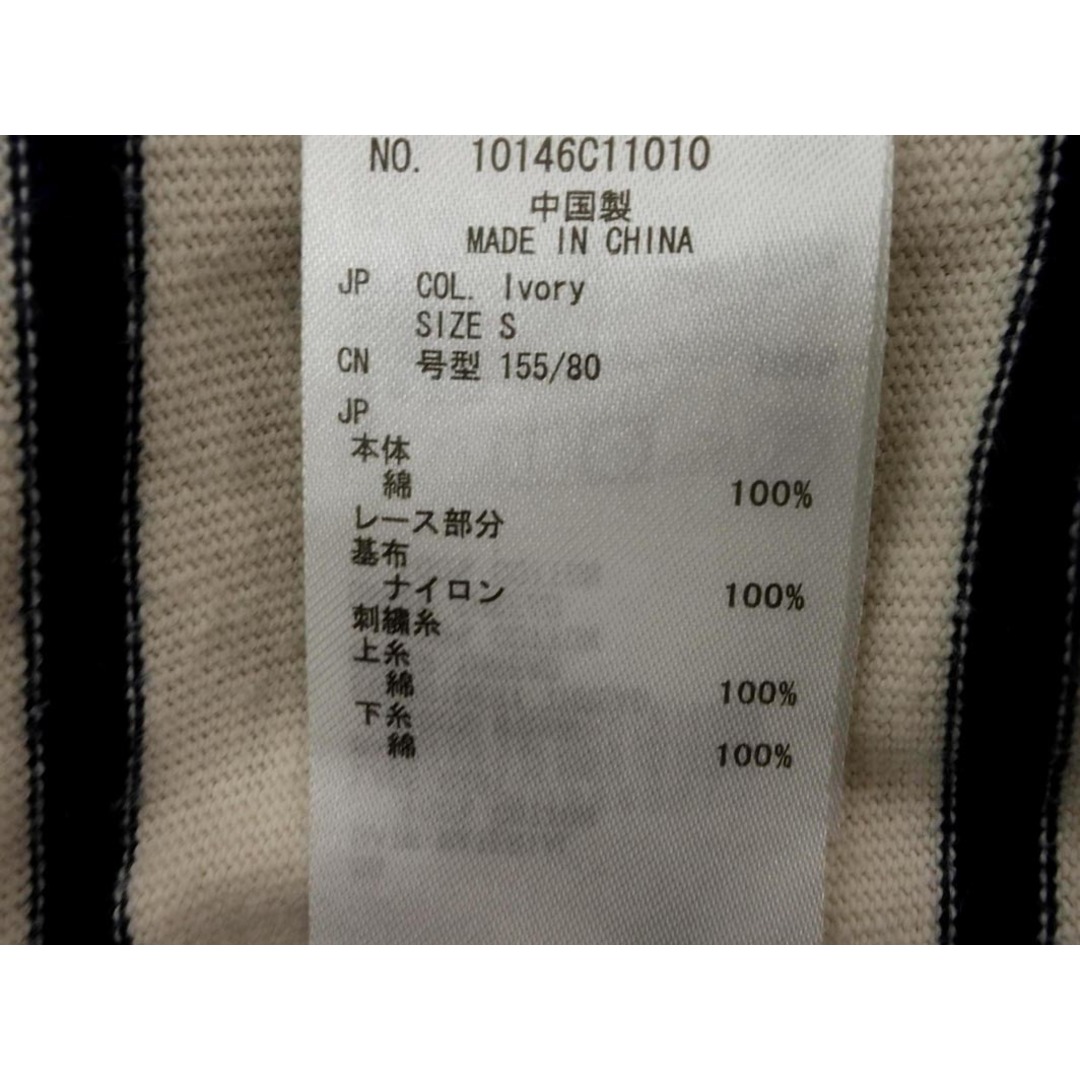 NO. 10146C11010
中国製
MADE IN CHINA
JP COL. Ivory
SIZE S
CN 号型 155/80
JP
本体
綿 100%
レース部分
基布
ナイロン 100%
刺繍糸
上糸
綿 100%
下糸
綿 100%